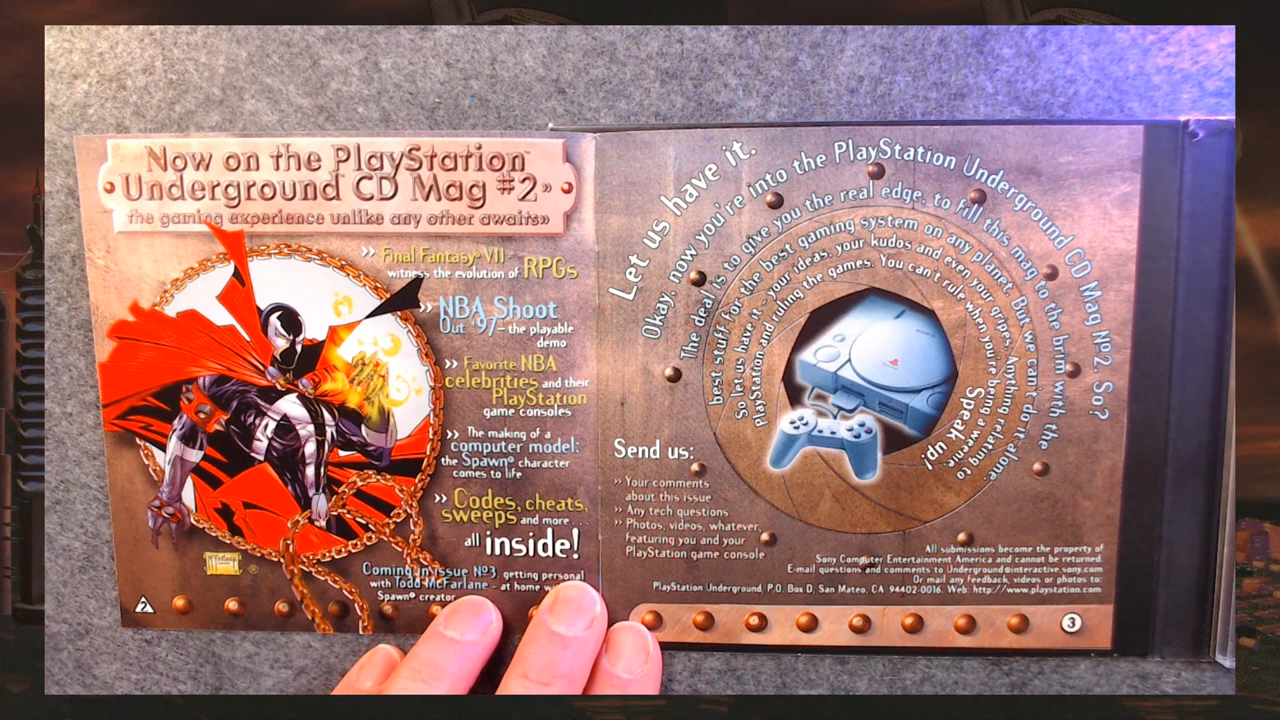 Now on the PlayStation™
Underground CD Mag #2»
the gaming experience unlike any other awaits»
» Final Fantasy® VII -
witness the evolution of RPGs
» NBA Shoot
Out '97 - the playable
demo
» Favorite NBA
celebrities and their
PlayStation
game consoles
» The making of a
computer model:
the Spawn® character
comes to life
» Codes, cheats,
sweeps and more . . .
all inside!
Coming in issue Nº3 getting personal
with Todd McFarlane - at home
Spawn® creator
®
2
Let us have it.
Okay, now you're into the PlayStation Underground CD Mag Nº2. So?
The deal is to give you the real edge, to fill this mag to the brim with the
best stuff for the best gaming system on any planet. But we can't do it alone.
So let us have it - your ideas, your kudos and even your gripes. Anything relating to
PlayStation and ruling the games. You can't rule when you're being a weenie.
Speak up!
Send us:
» Your comments
about this issue
» Any tech questions
» Photos, videos, whatever,
featuring you and your
PlayStation game console
All submissions become the property of
Sony Computer Entertainment America and cannot be returned.
E-mail questions and comments to Underground@interactive.sony.com
Or mail any feedback, videos or photos to:
PlayStation Underground, P.O. Box D, San Mateo, CA 94402-0016. Web: http://www.playstation.com
3